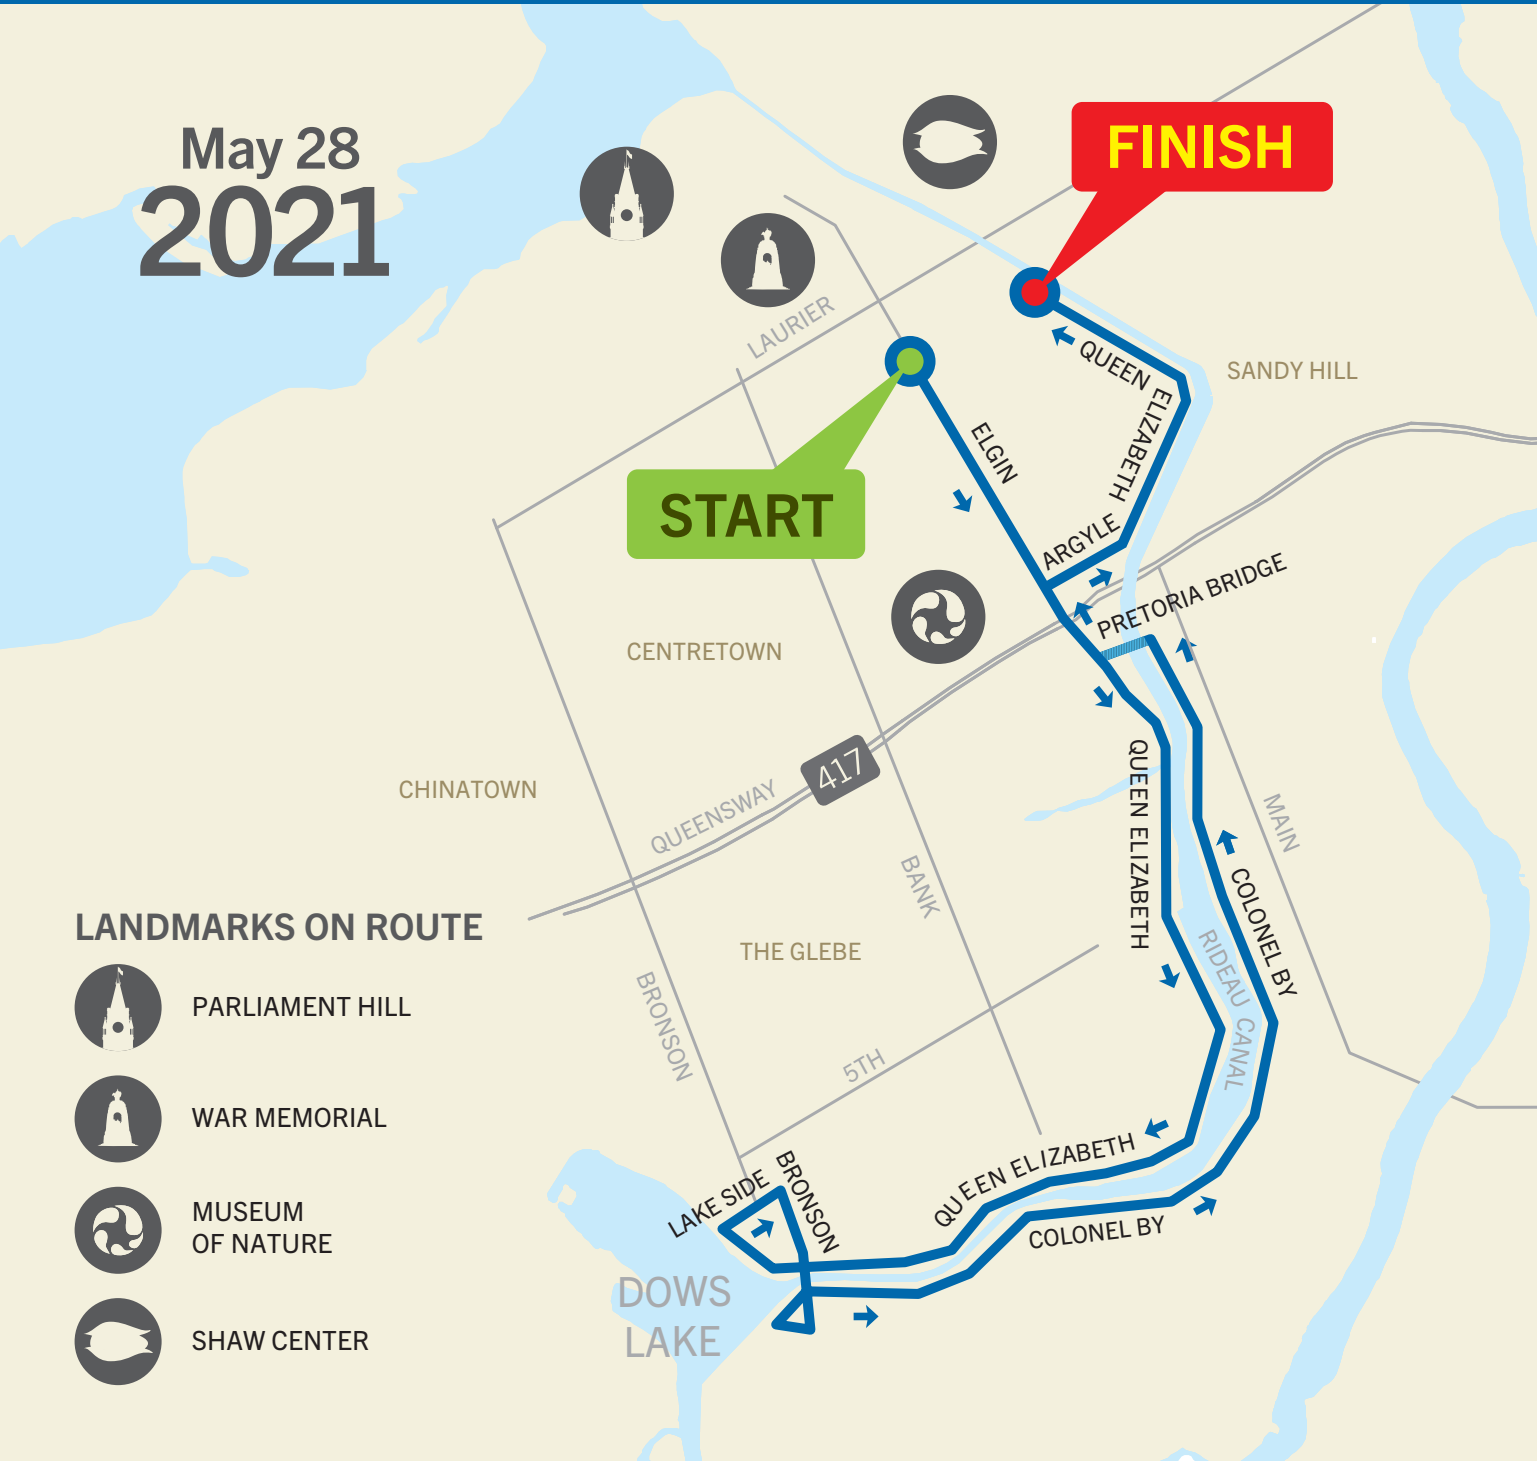 May 28
2021
FINISH
LAURIER
QUEEN
ELIZABETH
SANDY HILL
ELGIN
START
ARGYLE
PRETORIA BRIDGE
CENTRETOWN
417
QUEENSWAY
CHINATOWN
QUEEN ELIZABETH
MAIN
BANK
COLONEL BY
LANDMARKS ON ROUTE
THE GLEBE
RIDEAU CANAL
BRONSON
PARLIAMENT HILL
5TH
WAR MEMORIAL
QUEEN ELIZABETH
LAKE SIDE
BRONSON
COLONEL BY
MUSEUM
OF NATURE
DOWS
LAKE
SHAW CENTER